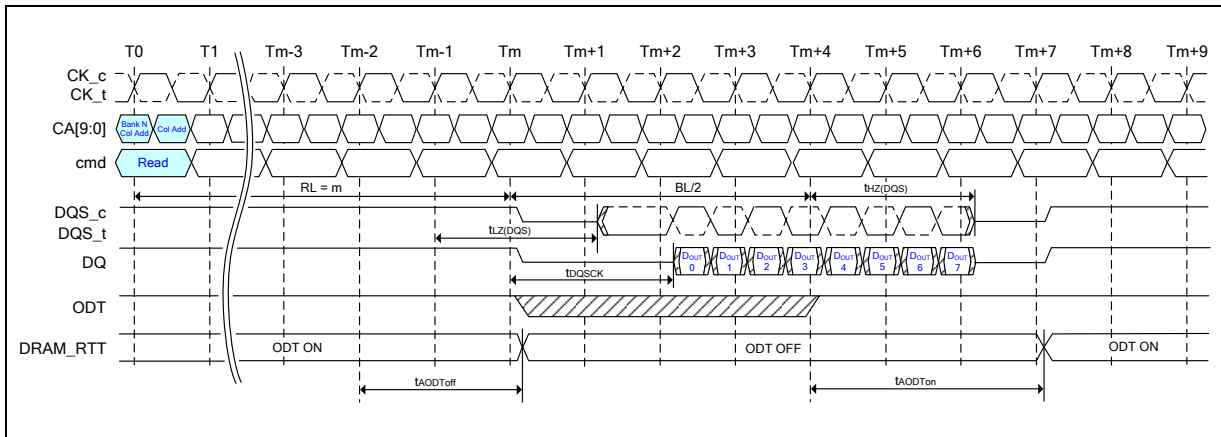 T0 T1 Tm-3 Tm-2 Tm-1 Tm Tm+1 Tm+2 Tm+3 Tm+4 Tm+5 Tm+6 Tm+7 Tm+8 Tm+9
CK_c
CK_t
CA[9:0] Bank N Col Add Col Add
cmd Read
RL = m BL/2 tHZ(DQS)
DQS_c
DQS_t
tLZ(DQS)
DQ DOUT 0 DOUT 1 DOUT 2 DOUT 3 DOUT 4 DOUT 5 DOUT 6 DOUT 7
tDQSCK
ODT
DRAM_RTT ODT ON ODT OFF ODT ON
tAODToff tAODTon